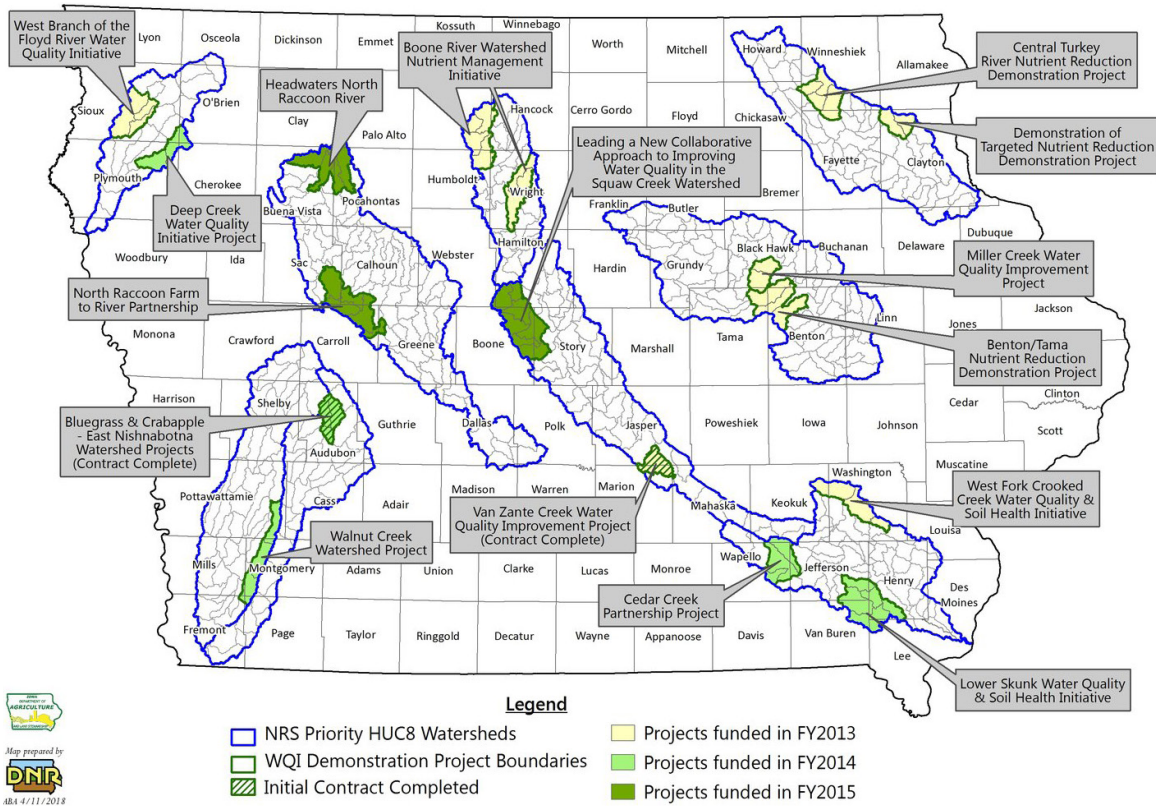 West Branch of the
Floyd River Water
Quality Initiative
Lyon
Osceola
Dickinson
Emmet
Kossuth
Winnebago
Boone River Watershed
Nutrient Management
Initiative
Worth
Mitchell
Howard
Winneshiek
Allamakee
Central Turkey
River Nutrient Reduction
Demonstration Project
Sioux
O'Brien
Headwaters North
Raccoon River
Clay
Palo Alto
Hancock
Cerro Gordo
Floyd
Chickasaw
Leading a New Collaborative
Approach to Improving
Water Quality in the
Squaw Creek Watershed
Demonstration of
Targeted Nutrient Reduction
Demonstration Project
Plymouth
Cherokee
Buena Vista
Pocahontas
Humboldt
Wright
Fayette
Clayton
Bremer
Franklin
Butler
Deep Creek
Water Quality
Initiative Project
Woodbury
Ida
Sac
Calhoun
Webster
Hamilton
Hardin
Grundy
Black Hawk
Buchanan
Delaware
Dubuque
Miller Creek Water
Quality Improvement
Project
North Raccoon Farm
to River Partnership
Monona
Crawford
Carroll
Greene
Boone
Story
Marshall
Tama
Benton
Linn
Jones
Jackson
Benton/Tama
Nutrient Reduction
Demonstration Project
Harrison
Shelby
Bluegrass & Crabapple
- East Nishnabotna
Watershed Projects
(Contract Complete)
Audubon
Guthrie
Dallas
Polk
Jasper
Poweshiek
Iowa
Johnson
Cedar
Clinton
Scott
Muscatine
Pottawattamie
Cass
Adair
Madison
Warren
Marion
Mahaska
Keokuk
Washington
Louisa
West Fork Crooked
Creek Water Quality &
Soil Health Initiative
Van Zante Creek Water
Quality Improvement Project
(Contract Complete)
Walnut Creek
Watershed Project
Mills
Montgomery
Adams
Union
Clarke
Lucas
Monroe
Wapello
Jefferson
Henry
Des
Moines
Cedar Creek
Partnership Project
Fremont
Page
Taylor
Ringgold
Decatur
Wayne
Appanoose
Davis
Van Buren
Lee
Lower Skunk Water Quality
& Soil Health Initiative
Legend
NRS Priority HUC8 Watersheds
WQI Demonstration Project Boundaries
Initial Contract Completed
Projects funded in FY2013
Projects funded in FY2014
Projects funded in FY2015
AGRICULTURE
Map prepared by
DNR
ABA 4/11/2018